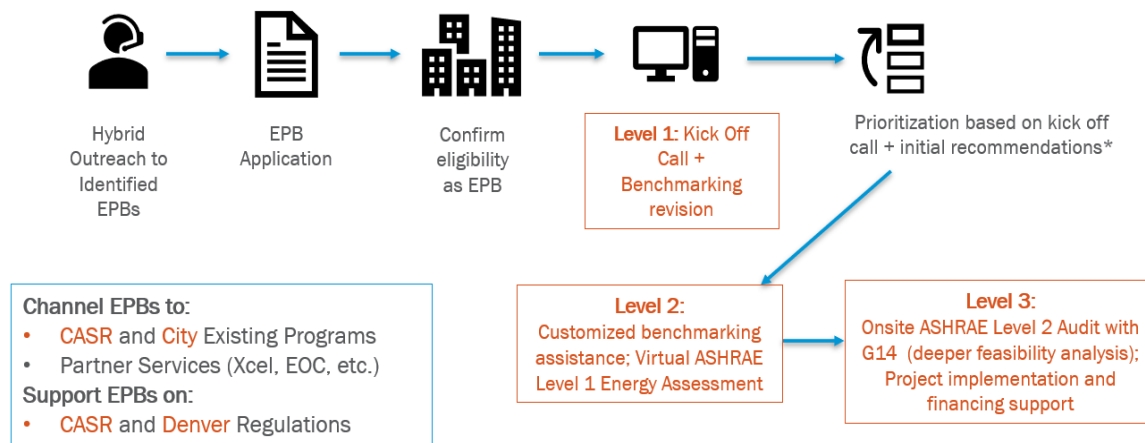 Hybrid
Outreach to
Identified
EPBs
EPB
Application
Confirm
eligibility
as EPB
Level 1: Kick Off
Call +
Benchmarking
revision
Prioritization based on kick off
call + initial recommendations*
Channel EPBs to:
• CASR and City Existing Programs
• Partner Services (Xcel, EOC, etc.)
Support EPBs on:
• CASR and Denver Regulations
Level 2:
Customized benchmarking
assistance; Virtual ASHRAE
Level 1 Energy Assessment
Level 3:
Onsite ASHRAE Level 2 Audit with
G14 (deeper feasibility analysis);
Project implementation and
financing support